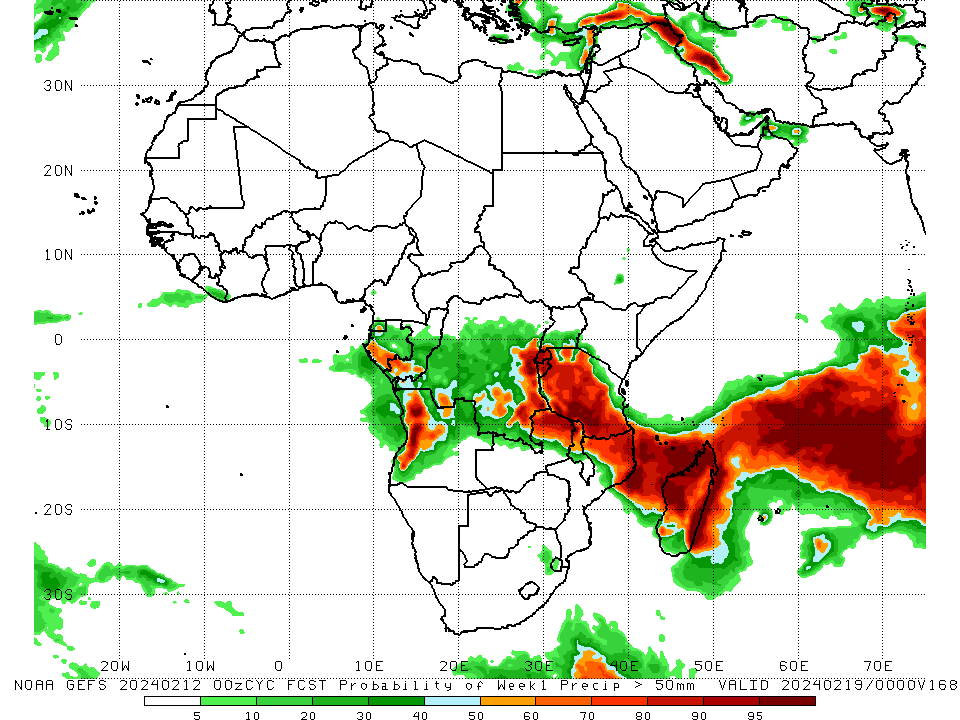 30N
20N
10N
0
10S
20S
30S
20W 10W 0 10E 20E 30E 40E 50E 60E 70E
NOAA GEFS 20240212 00zCYC FCST Probability of Week1 Precip > 50mm VALID 20240219/0000V168
5 10 20 30 40 50 60 70 80 90 95